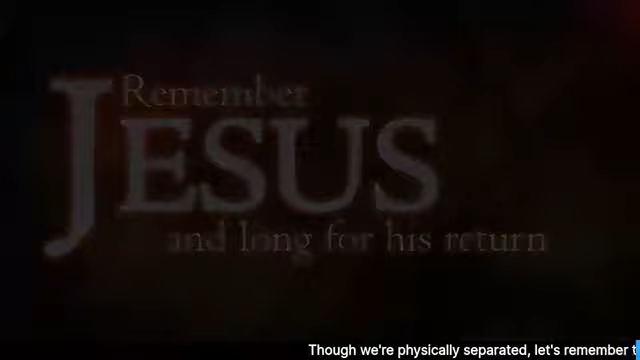 Remember
JESUS
and long for his return
Though we're physically separated, let's remember t